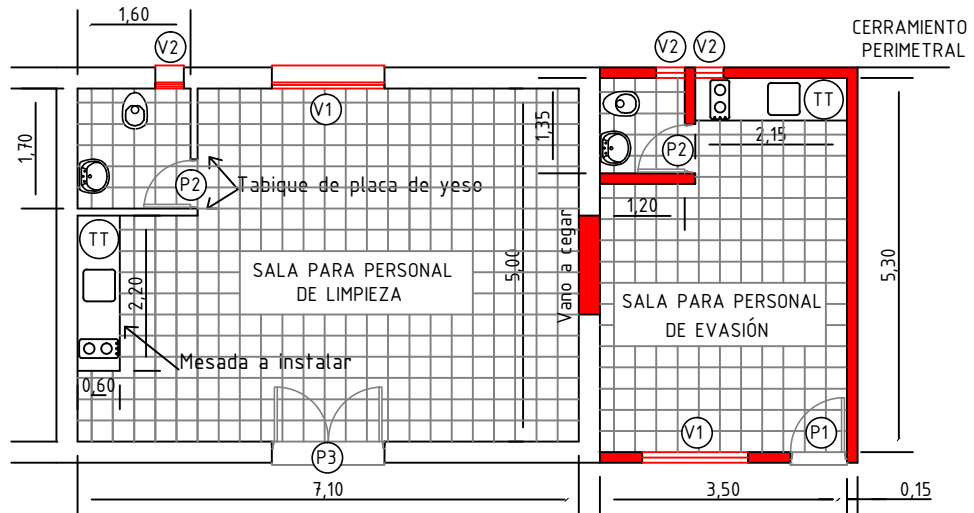 1,60
V2
V2
V2
CERRAMIENTO
PERIMETRAL
V1
TT
1,70
1,35
2,15
P2
P2
Tabique de placa de yeso
1,20
TT
SALA PARA PERSONAL
DE LIMPIEZA
2,20
5,00
Vano a cegar
5,30
SALA PARA PERSONAL
DE EVASIÓN
Mesada a instalar
0,60
V1
P1
P3
7,10
3,50
0,15